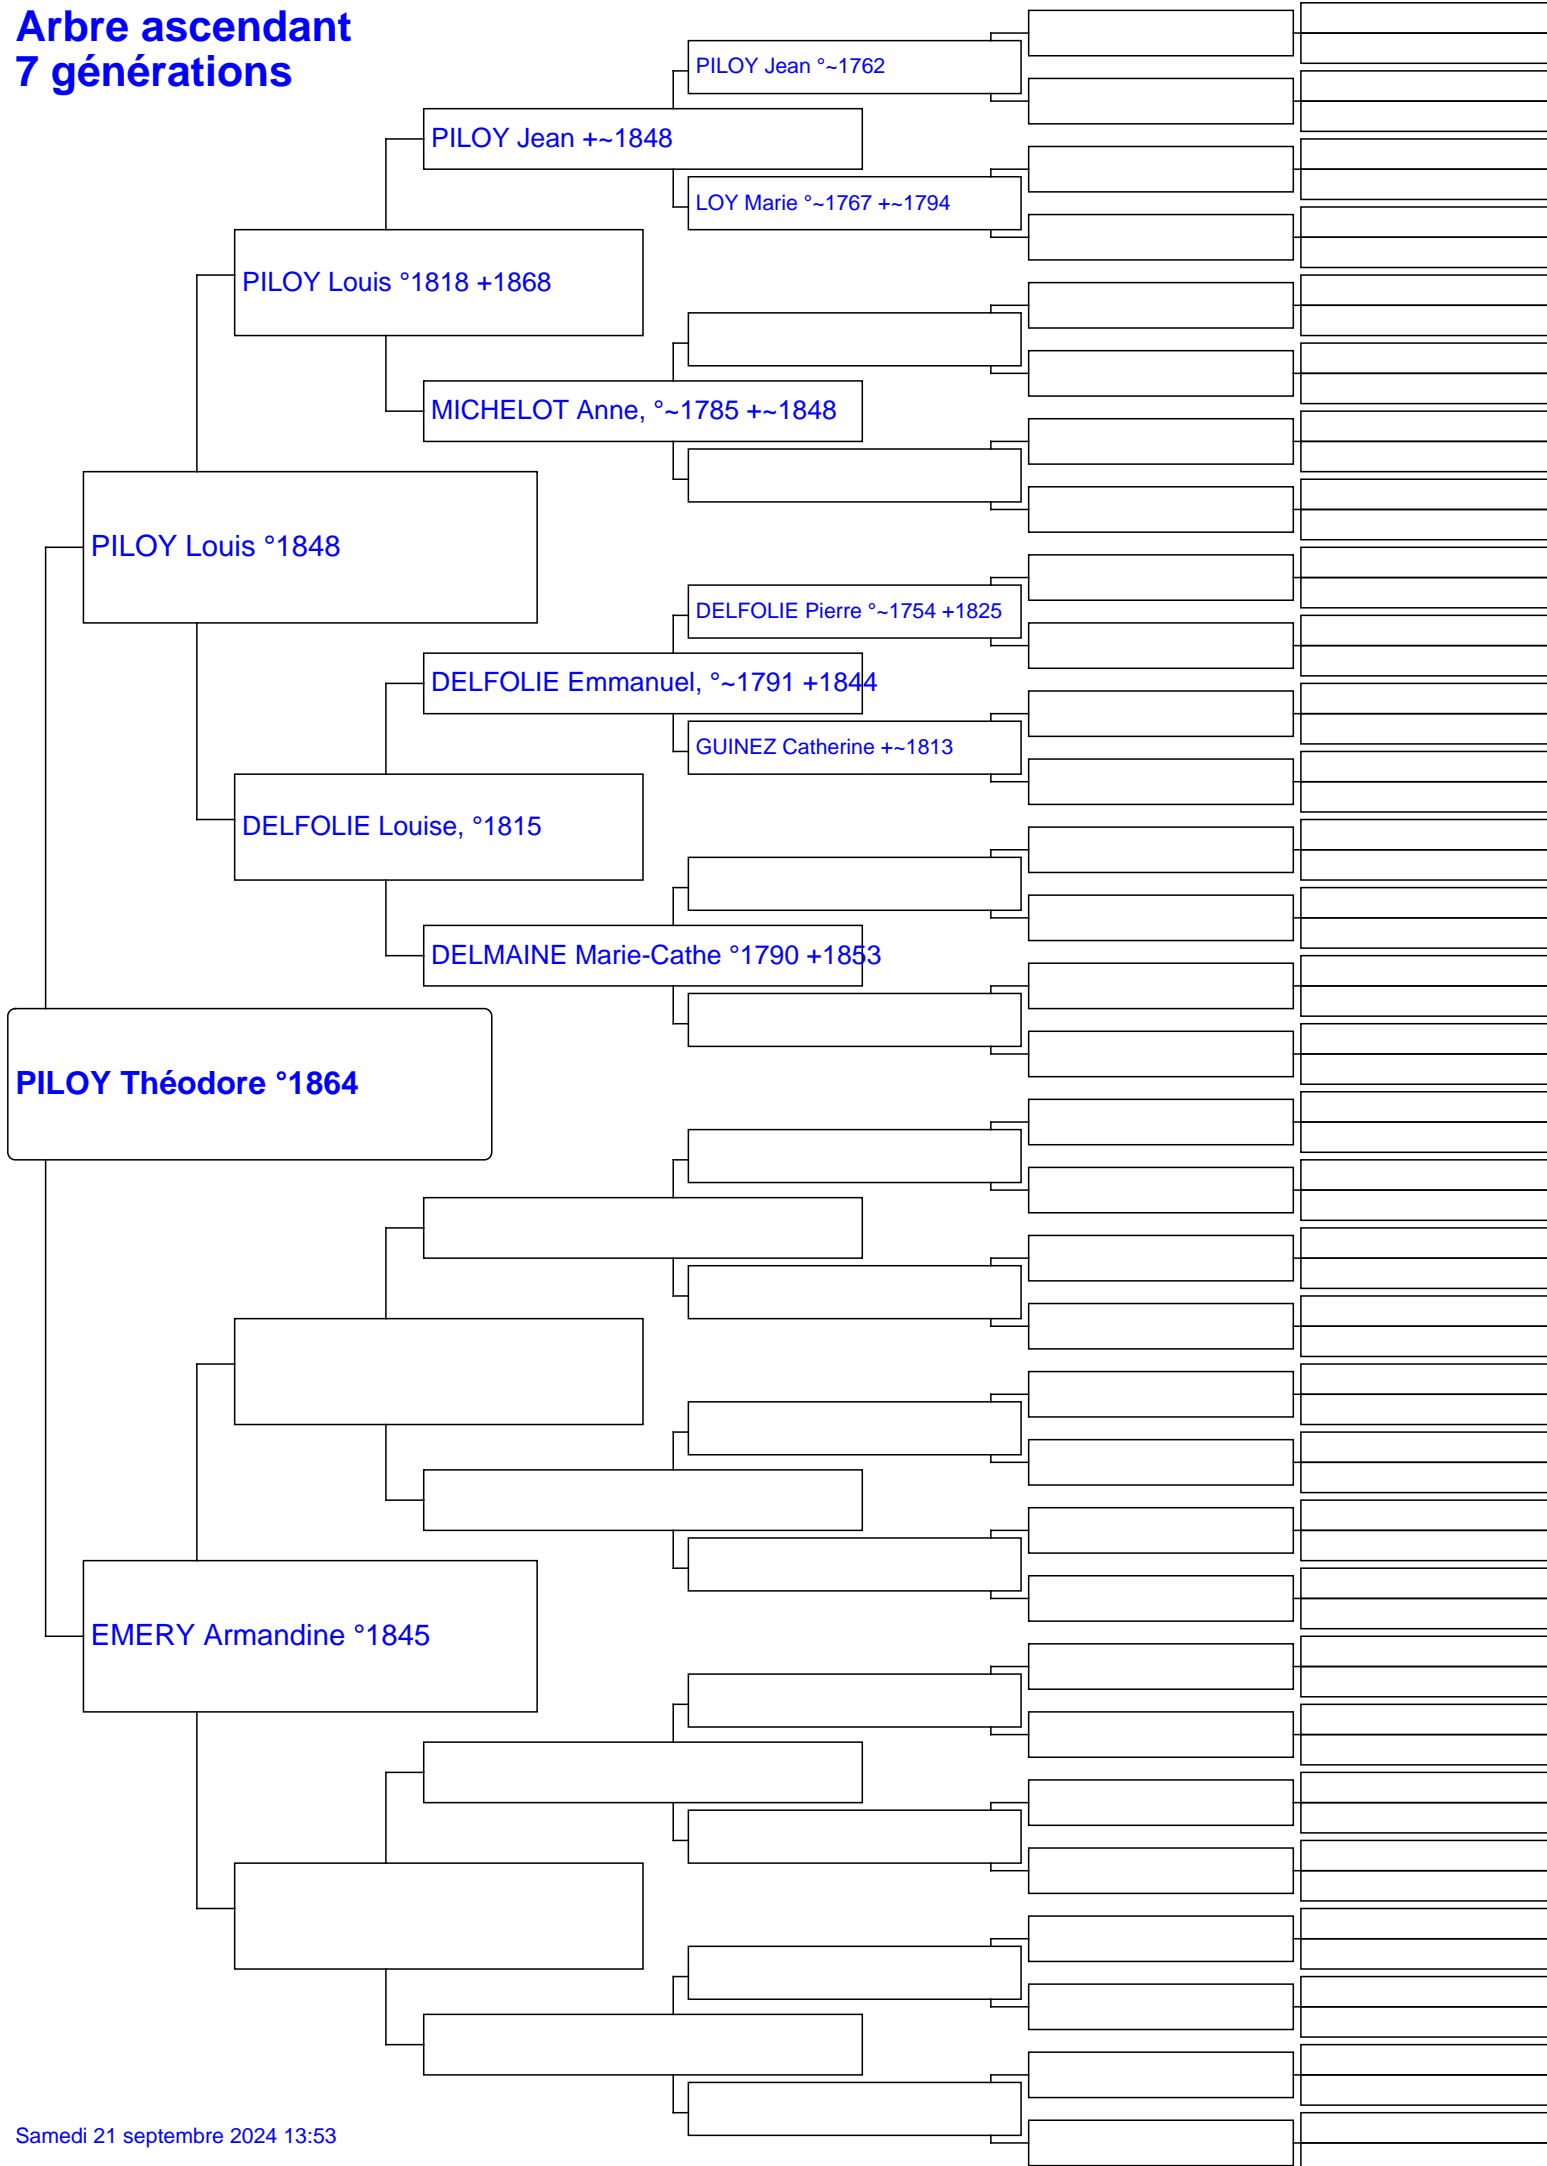 Arbre ascendant
7 générations
PILOY Jean °~1762
PILOY Jean +~1848
LOY Marie °~1767 +~1794
PILOY Louis °1818 +1868
MICHELOT Anne, °~1785 +~1848
PILOY Louis °1848
DELFOLIE Pierre °~1754 +1825
DELFOLIE Emmanuel, °~1791 +1844
GUINEZ Catherine +~1813
DELFOLIE Louise, °1815
DELMAINE Marie-Cathe °1790 +1853
PILOY Théodore °1864
EMERY Armandine °1845
Samedi 21 septembre 2024 13:53